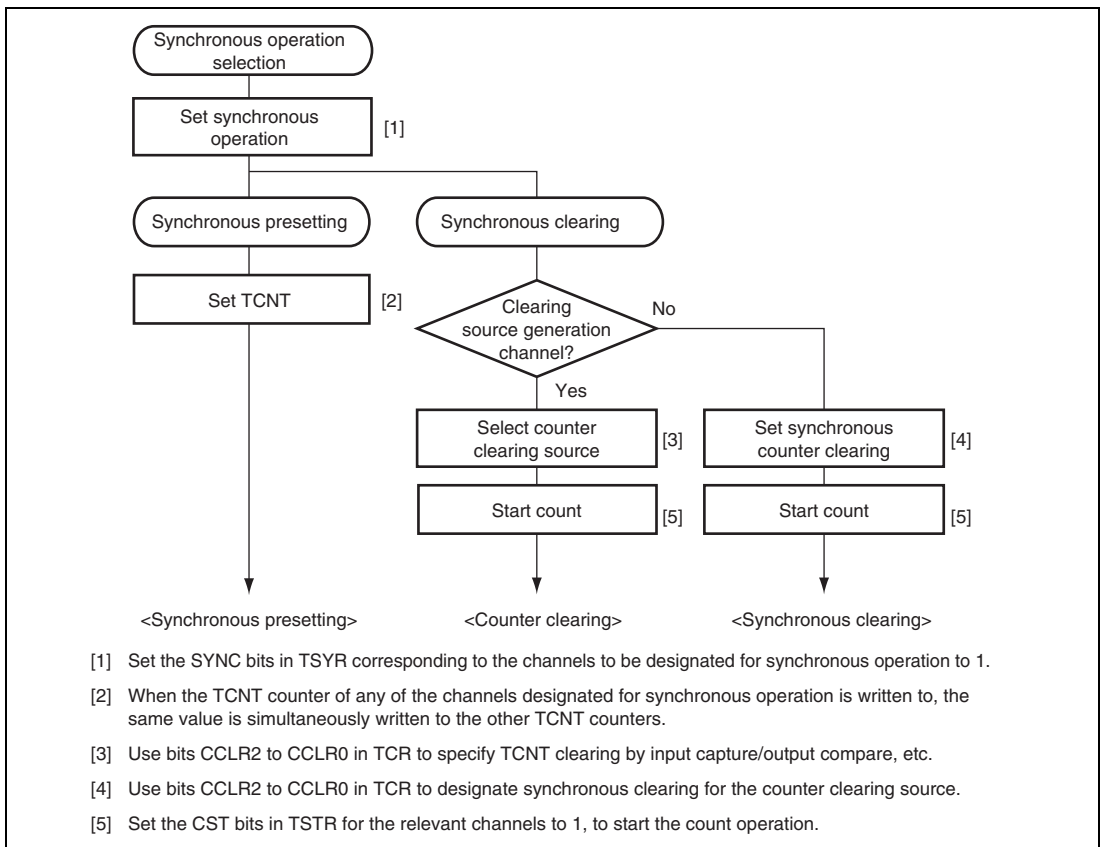 Synchronous operation
selection
Set synchronous
operation
[1]
Synchronous presetting
Synchronous clearing
Set TCNT
[2]
Clearing
source generation
channel?
No
Yes
Select counter
clearing source
[3]
Set synchronous
counter clearing
[4]
Start count
[5]
Start count
[5]
<Synchronous presetting>
<Counter clearing>
<Synchronous clearing>
[1] Set the SYNC bits in TSYR corresponding to the channels to be designated for synchronous operation to 1.
[2] When the TCNT counter of any of the channels designated for synchronous operation is written to, the
same value is simultaneously written to the other TCNT counters.
[3] Use bits CCLR2 to CCLR0 in TCR to specify TCNT clearing by input capture/output compare, etc.
[4] Use bits CCLR2 to CCLR0 in TCR to designate synchronous clearing for the counter clearing source.
[5] Set the CST bits in TSTR for the relevant channels to 1, to start the count operation.